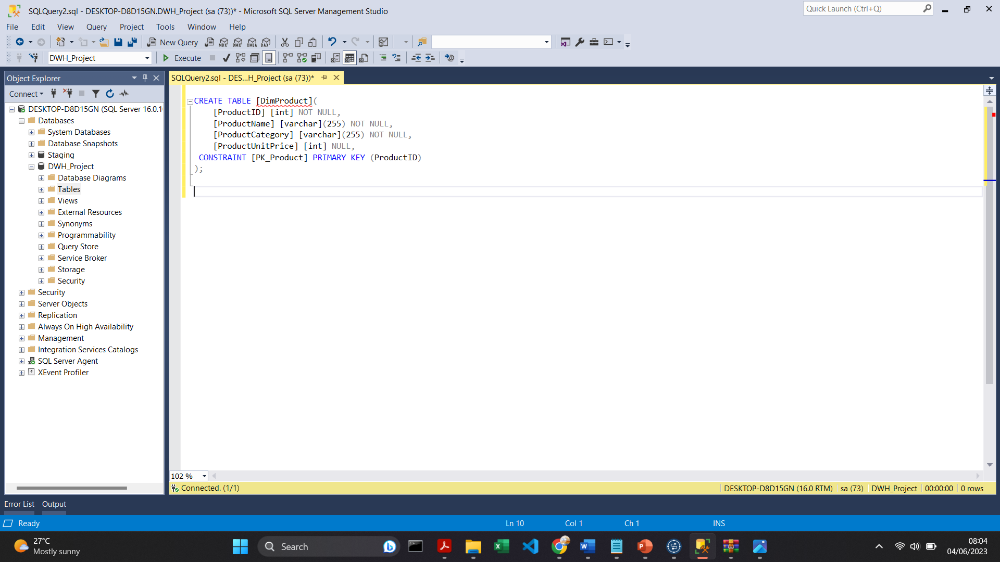 SQLQuery2.sql - DESKTOP-D8D15GN.DWH_Project (sa (73))* - Microsoft SQL Server Management Studio
Quick Launch (Ctrl+Q)
File Edit View Query Project Tools Window Help
New Query
MDX DMX XMLA DAX
DWH_Project
Execute
Object Explorer
SQLQuery2.sql - DES...H_Project (sa (73))*
Connect
DESKTOP-D8D15GN (SQL Server 16.0.1
Databases
System Databases
Database Snapshots
Staging
DWH_Project
Database Diagrams
Tables
Views
External Resources
Synonyms
Programmability
Query Store
Service Broker
Storage
Security
Security
Server Objects
Replication
Always On High Availability
Management
Integration Services Catalogs
SQL Server Agent
XEvent Profiler
CREATE TABLE [DimProduct](
[ProductID] [int] NOT NULL,
[ProductName] [varchar](255) NOT NULL,
[ProductCategory] [varchar](255) NOT NULL,
[ProductUnitPrice] [int] NULL,
CONSTRAINT [PK_Product] PRIMARY KEY (ProductID)
);
102 %
Connected. (1/1)
DESKTOP-D8D15GN (16.0 RTM) sa (73) DWH_Project 00:00:00 0 rows
Error List Output
Ready
Ln 10 Col 1 Ch 1 INS
27°C
Mostly sunny
Search
08:04
04/06/2023